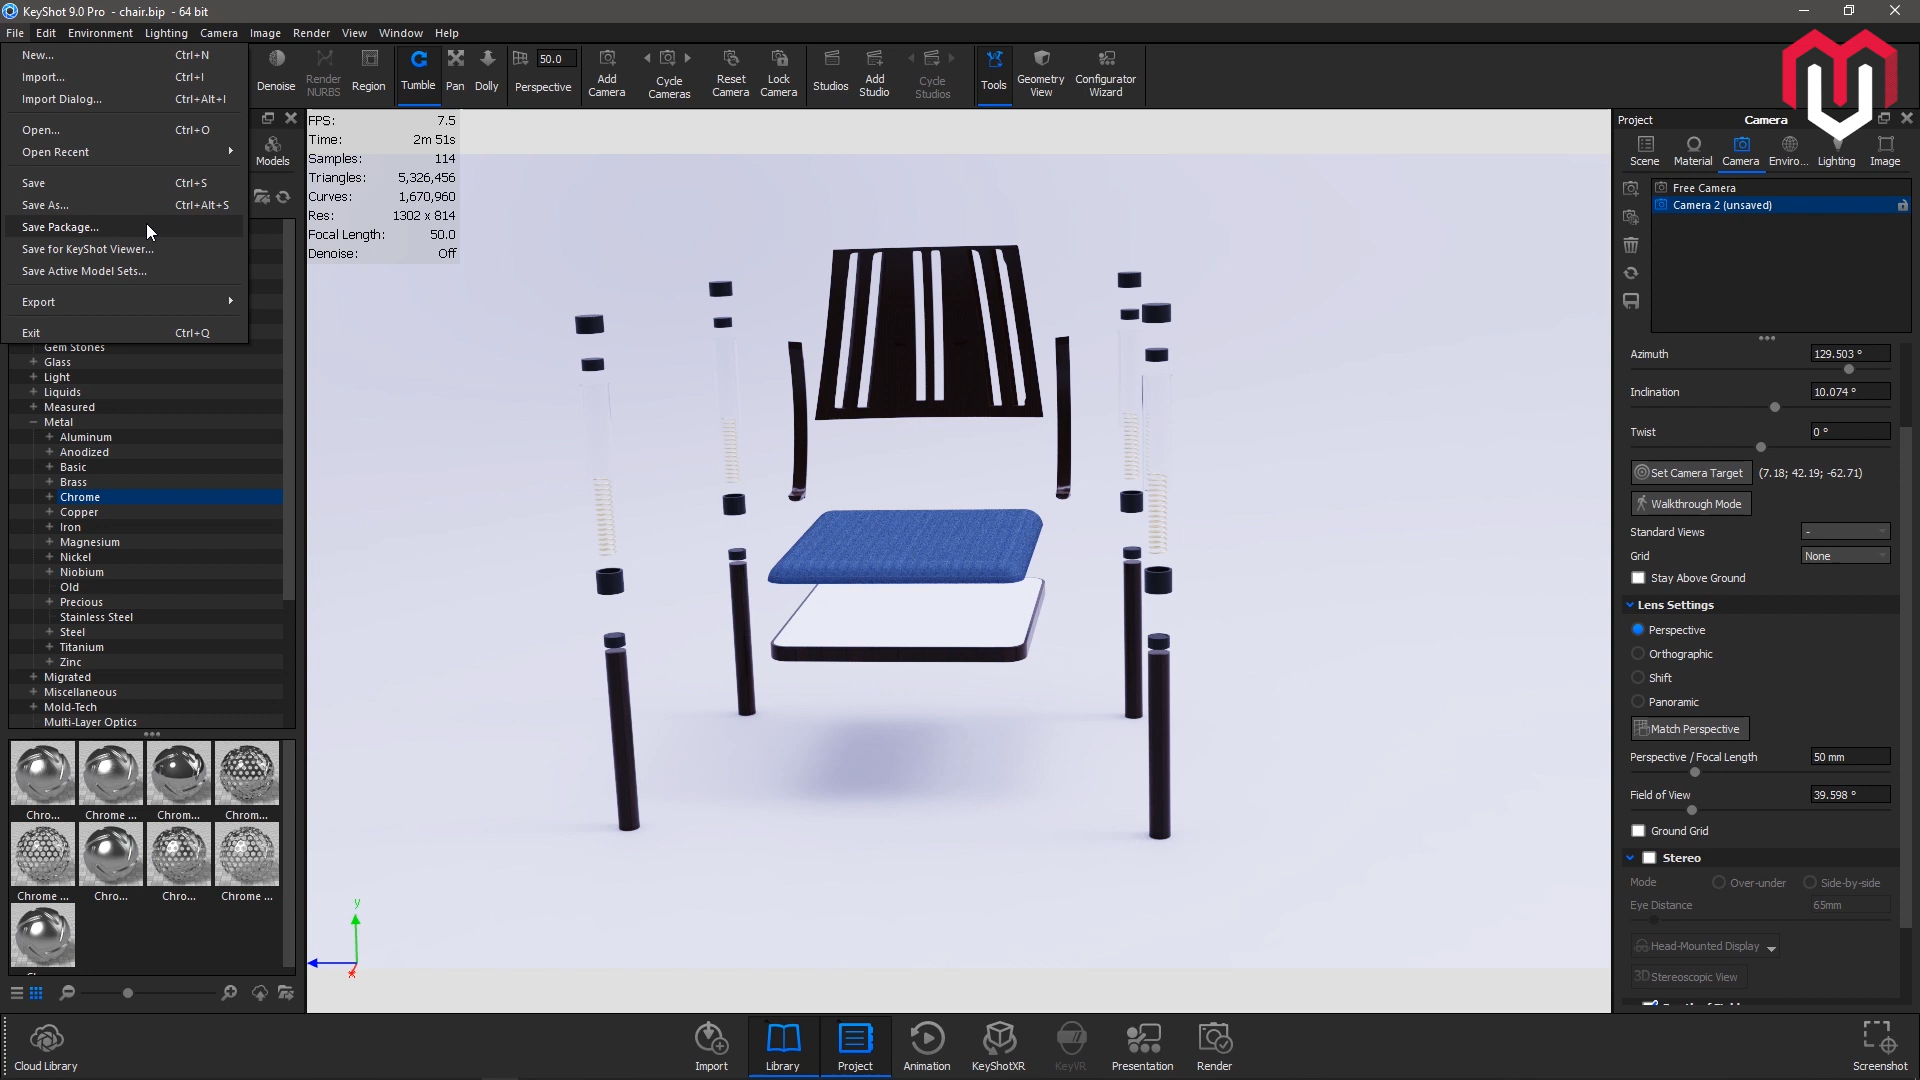 KeyShot 9.0 Pro - chair.bip - 64 bit
File Edit Environment Lighting Camera Image Render View Window Help
New... Ctrl+N
Import... Ctrl+I
Import Dialog... Ctrl+Alt+I
Open... Ctrl+O
Open Recent
Save Ctrl+S
Save As... Ctrl+Alt+S
Save Package...
Save for KeyShot Viewer...
Save Active Model Sets...
Export
Exit Ctrl+Q
Denoise
Render NURBS
Region
Tumble
Pan
Dolly
50.0
Perspective
Add Camera
Cycle Cameras
Reset Camera
Lock Camera
Studios
Add Studio
Cycle Studios
Tools
Geometry View
Configurator Wizard
Models
Gem Stones
Glass
Light
Liquids
Measured
Metal
Aluminum
Anodized
Basic
Brass
Chrome
Copper
Iron
Magnesium
Nickel
Niobium
Old
Precious
Stainless Steel
Steel
Titanium
Zinc
Migrated
Miscellaneous
Mold-Tech
Multi-Layer Optics
Chro... Chrome ... Chrom... Chrom...
Chrome ... Chro... Chro... Chrome ...
FPS: 7.5
Time: 2m 51s
Samples: 114
Triangles: 5,326,456
Curves: 1,670,960
Res: 1302 x 814
Focal Length: 50.0
Denoise: Off
y
Project Camera
Scene Material Camera Enviro... Lighting Image
Free Camera
Camera 2 (unsaved)
Azimuth 129.503 °
Inclination 10.074 °
Twist 0 °
Set Camera Target (7.18; 42.19; -62.71)
Walkthrough Mode
Standard Views -
Grid None
Stay Above Ground
Lens Settings
Perspective
Orthographic
Shift
Panoramic
Match Perspective
Perspective / Focal Length 50 mm
Field of View 39.598 °
Ground Grid
Stereo
Mode Over-under Side-by-side
Eye Distance 65mm
Head-Mounted Display
3D Stereoscopic View
Cloud Library
Import Library Project Animation KeyShotXR KeyVR Presentation Render
Screenshot